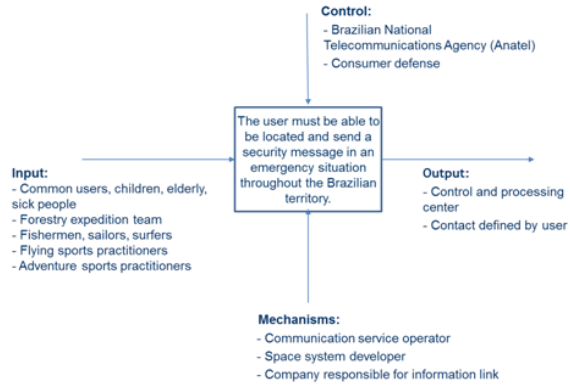 Control:
- Brazilian National
Telecommunications Agency (Anatel)
- Consumer defense
The user must be able to
be located and send a
security message in an
emergency situation
throughout the Brazilian
territory.
Input:
- Common users, children, elderly,
sick people
- Forestry expedition team
- Fishermen, sailors, surfers
- Flying sports practitioners
- Adventure sports practitioners
Output:
- Control and processing
center
- Contact defined by user
Mechanisms:
- Communication service operator
- Space system developer
- Company responsible for information link